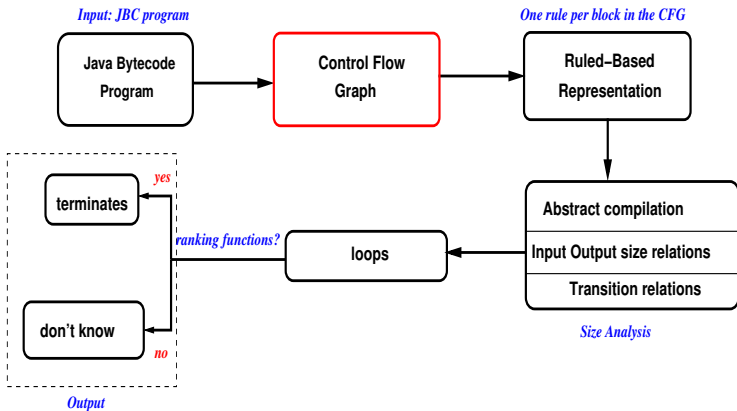 Input: JBC program
One rule per block in the CFG
Java Bytecode
Program
Control Flow
Graph
Ruled-Based
Representation
yes
terminates
ranking functions?
loops
Abstract compilation
Input Output size relations
Transition relations
don't know
no
Size Analysis
Output